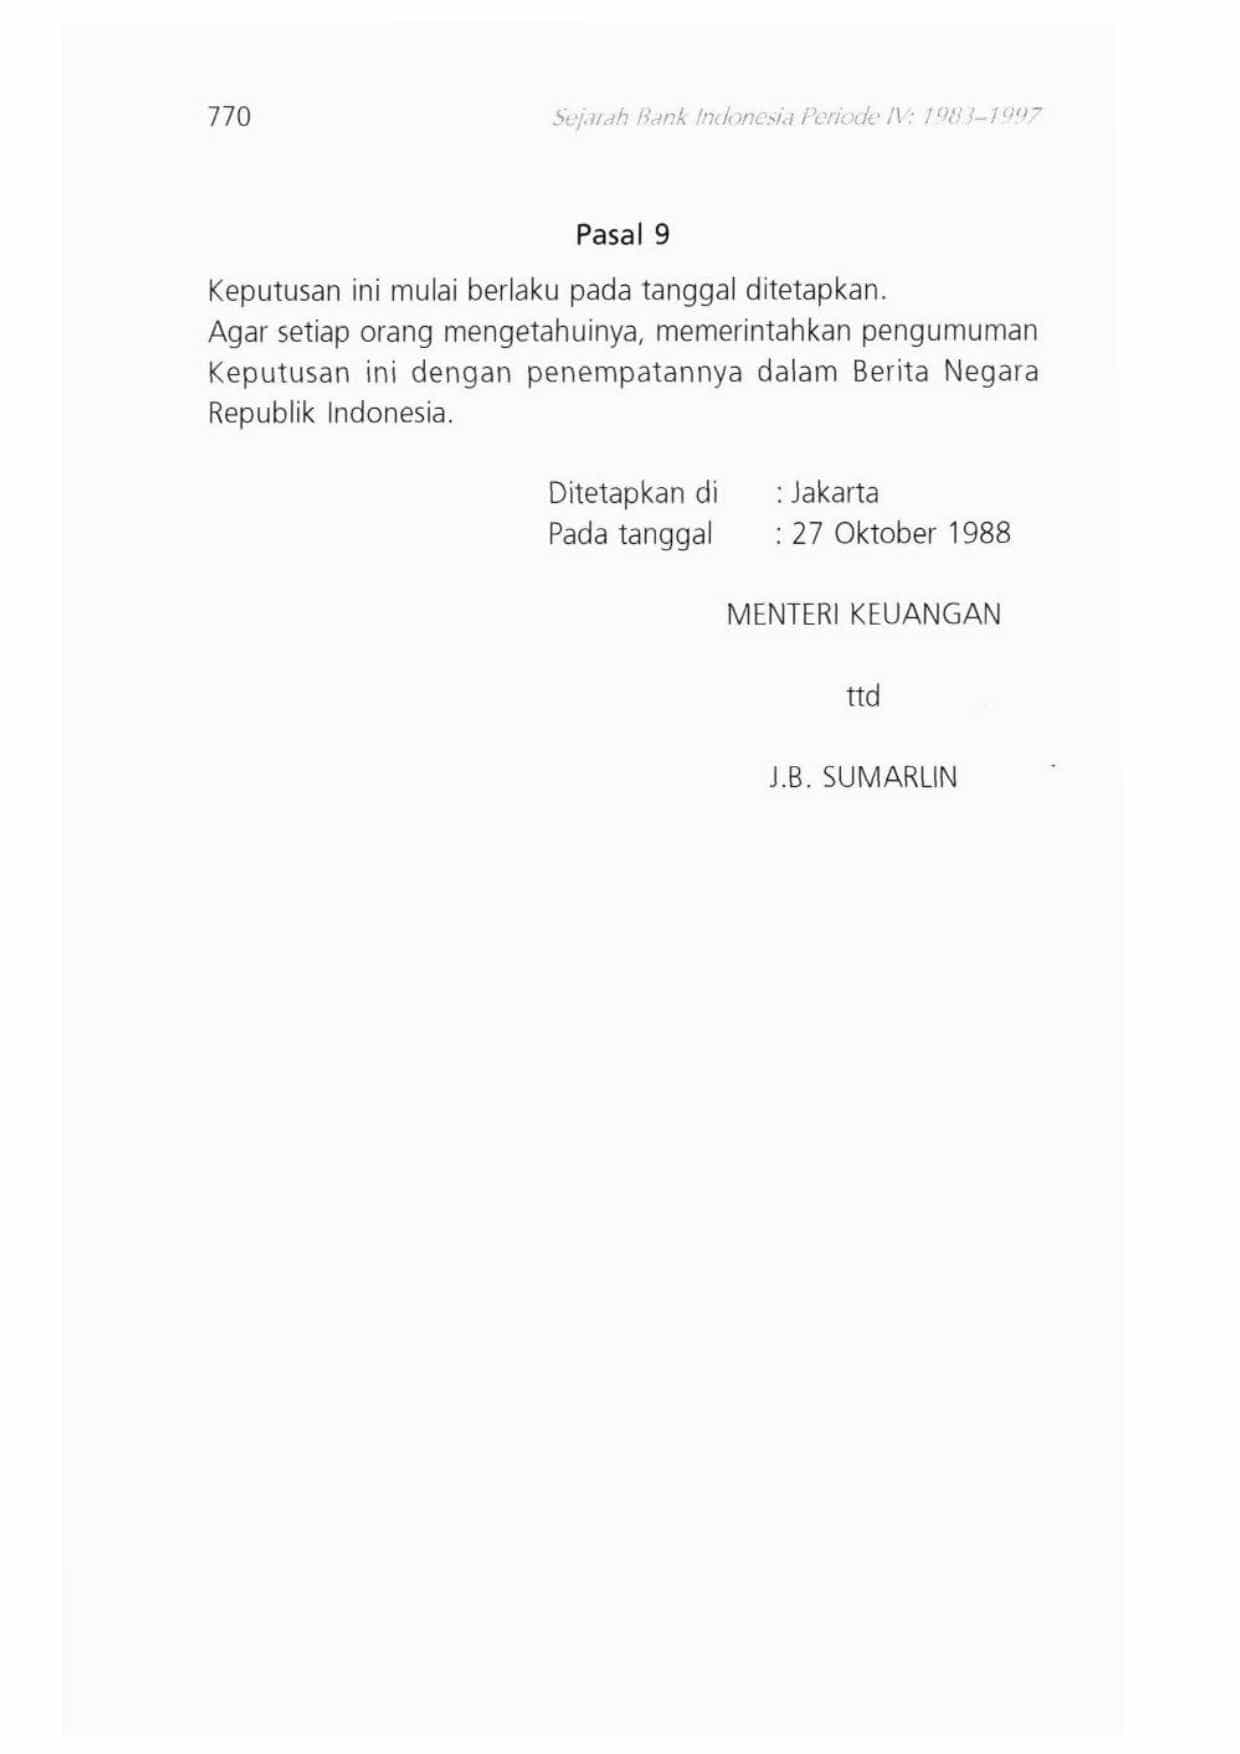 770
Sejarah Bank Indonesia Periode IV: 1983–1997
Pasal 9
Keputusan ini mulai berlaku pada tanggal ditetapkan.
Agar setiap orang mengetahuinya, memerintahkan pengumuman
Keputusan ini dengan penempatannya dalam Berita Negara
Republik Indonesia.
Ditetapkan di : Jakarta
Pada tanggal : 27 Oktober 1988
MENTERI KEUANGAN
ttd
J.B. SUMARLIN